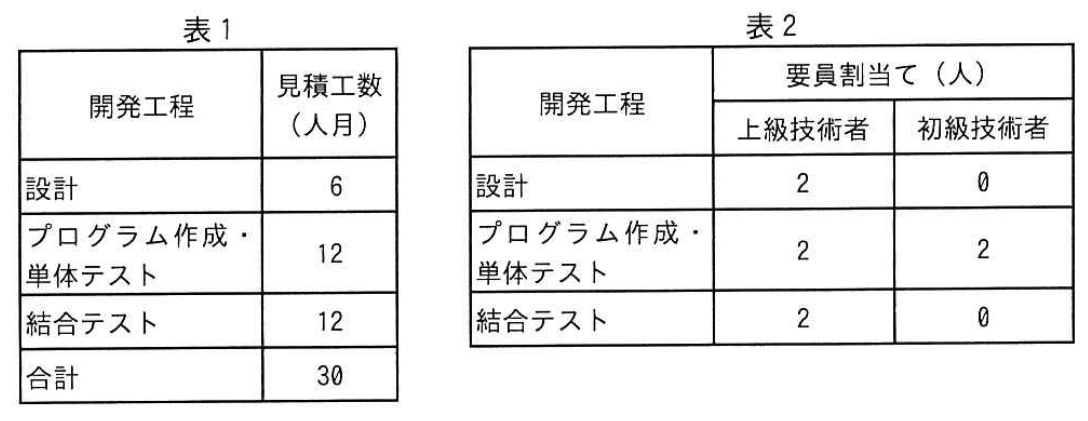 表1
開発工程
見積工数
（人月）
設計
6
プログラム作成・
単体テスト
12
結合テスト
12
合計
30
表2
開発工程
要員割当て（人）
上級技術者
初級技術者
設計
2
0
プログラム作成・
単体テスト
2
2
結合テスト
2
0